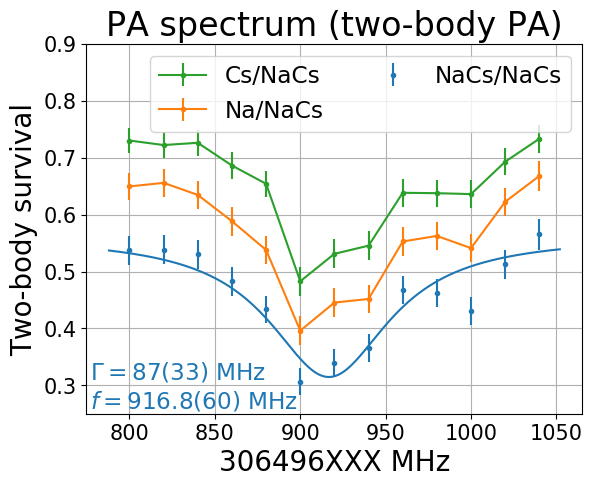 PA spectrum (two-body PA)
Two-body survival
0.9
0.8
0.7
0.6
0.5
0.4
0.3
Cs/NaCs
Na/NaCs
NaCs/NaCs
Γ = 87(33) MHz
f = 916.8(60) MHz
800 850 900 950 1000 1050
306496XXX MHz